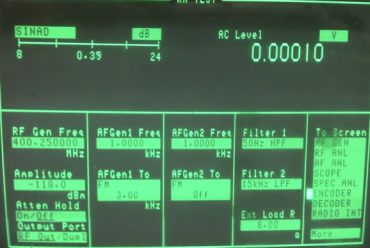 RX TEST
SINAD dB AC Level V
0.00010
8 0.39 24
RF Gen Freq AFGen1 Freq AFGen2 Freq Filter 1 To Screen
400.250000 1.0000 1.0000 50Hz HPF RF GEN
MHz kHz kHz RF ANL
AF ANL
Amplitude AFGen1 To AFGen2 To Filter 2 SCOPE
-118.0 FM FM 15kHz LPF SPEC ANL
dBm 3.00 Off ENCODER
Atten Hold kHz DECODER
On/Off Ext Load R RADIO INT
Output Port 8.00
RF Out/Dupl Ω More